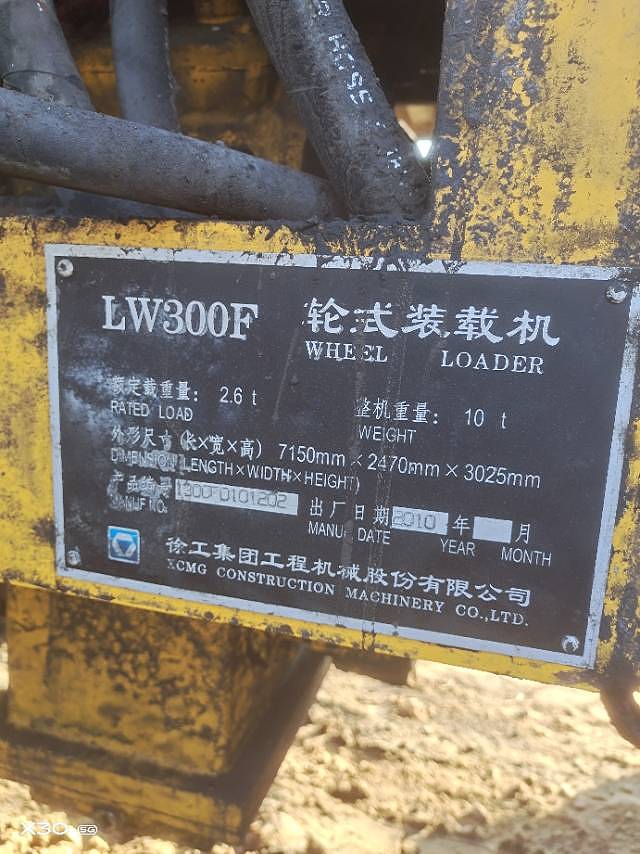 LW300F 轮式装载机
WHEEL LOADER
额定载重量: 2.6 t 整机重量: 10 t
RATED LOAD WEIGHT
外形尺寸(长×宽×高) 7150mm×2470mm×3025mm
DIMENSION(LENGTH×WIDTH×HEIGHT)
产品编号 出厂日期 2010 年 月
MANUF NO. MANU DATE YEAR MONTH
徐工集团工程机械股份有限公司
XCMG CONSTRUCTION MACHINERY CO.,LTD.
X30 5G